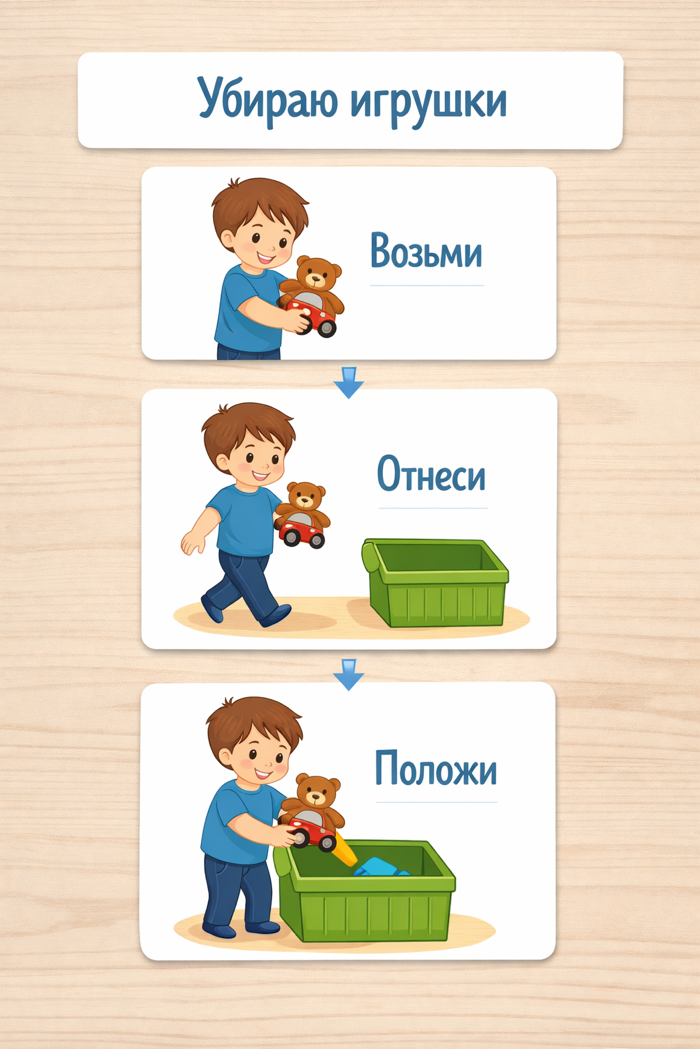 Убираю игрушки
Возьми
Отнеси
Положи